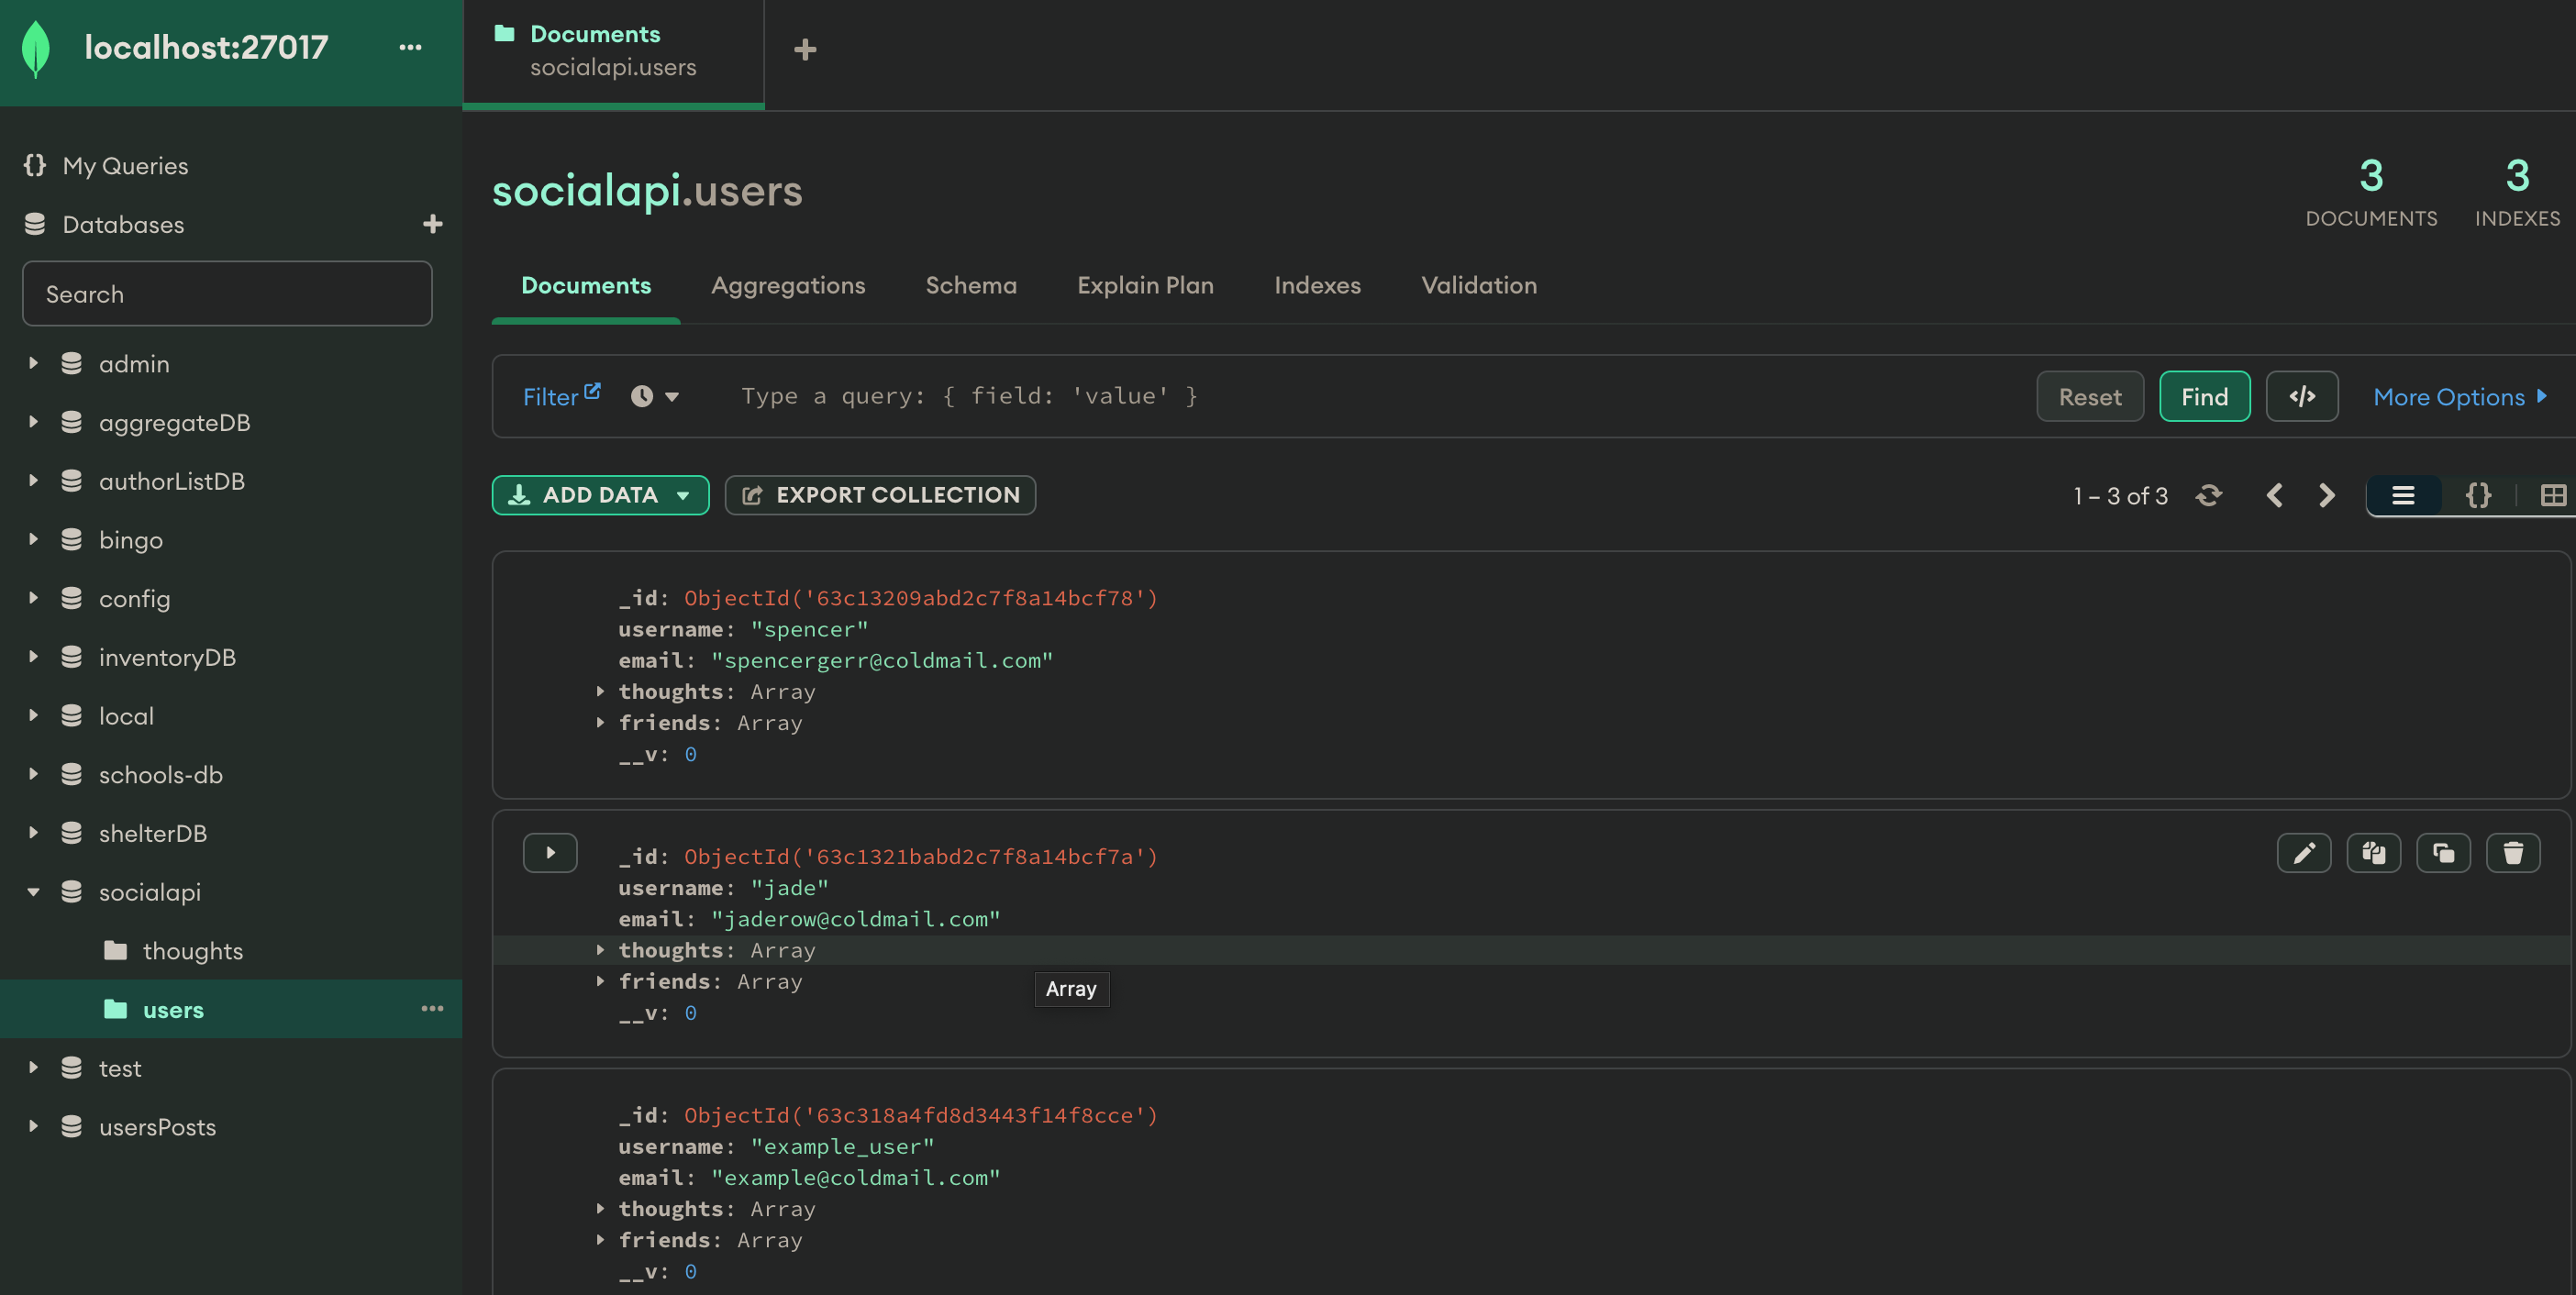 localhost:27017
My Queries
Databases
Search
admin
aggregateDB
authorListDB
bingo
config
inventoryDB
local
schools-db
shelterDB
socialapi
thoughts
users
test
usersPosts
Documents
socialapi.users
socialapi.users
3
DOCUMENTS
3
INDEXES
Documents Aggregations Schema Explain Plan Indexes Validation
Filter Type a query: { field: 'value' } Reset Find </> More Options
ADD DATA EXPORT COLLECTION 1 – 3 of 3 {}
_id: ObjectId('63c13209abd2c7f8a14bcf78')
username: "spencer"
email: "spencergerr@coldmail.com"
thoughts: Array
friends: Array
__v: 0
_id: ObjectId('63c1321babd2c7f8a14bcf7a')
username: "jade"
email: "jaderow@coldmail.com"
thoughts: Array
friends: Array
Array
__v: 0
_id: ObjectId('63c318a4fd8d3443f14f8cce')
username: "example_user"
email: "example@coldmail.com"
thoughts: Array
friends: Array
__v: 0